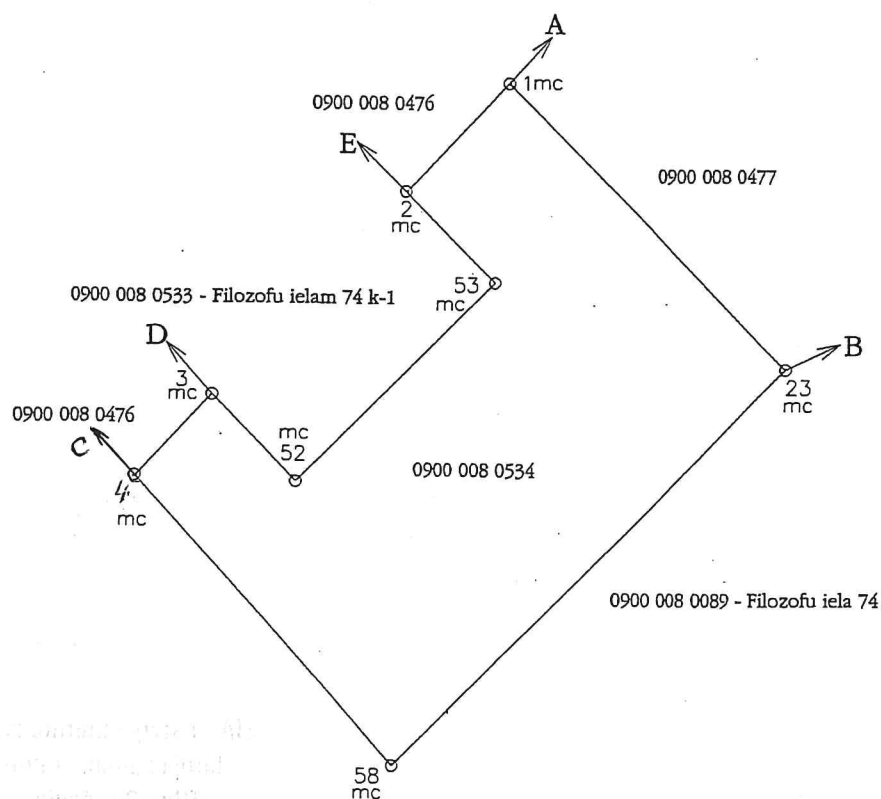 A
1mc
0900 008 0476
E
0900 008 0477
2
mc
53
mc
0900 008 0533 - Filozofu ielam 74 k-1
D
B
3
mc
23
mc
0900 008 0476
C
mc
52
0900 008 0534
4
mc
0900 008 0089 - Filozofu iela 74
58
mc